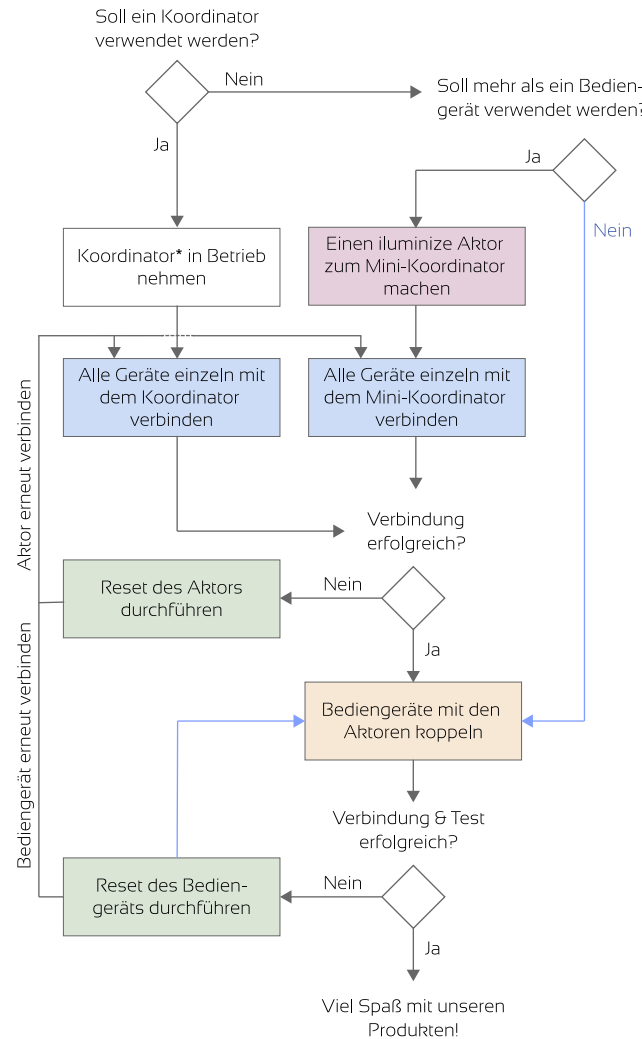 Soll ein Koordinator
verwendet werden?
Nein
Soll mehr als ein Bedien-
gerät verwendet werden?
Ja
Ja
Nein
Koordinator* in Betrieb
nehmen
Einen iluminize Aktor
zum Mini-Koordinator
machen
Alle Geräte einzeln mit
dem Koordinator
verbinden
Alle Geräte einzeln mit
dem Mini-Koordinator
verbinden
Aktor erneut verbinden
Verbindung
erfolgreich?
Reset des Aktors
durchführen
Nein
Ja
Bediengerät erneut verbinden
Bediengeräte mit den
Aktoren koppeln
Verbindung & Test
erfolgreich?
Reset des Bedien-
geräts durchführen
Nein
Ja
Viel Spaß mit unseren
Produkten!